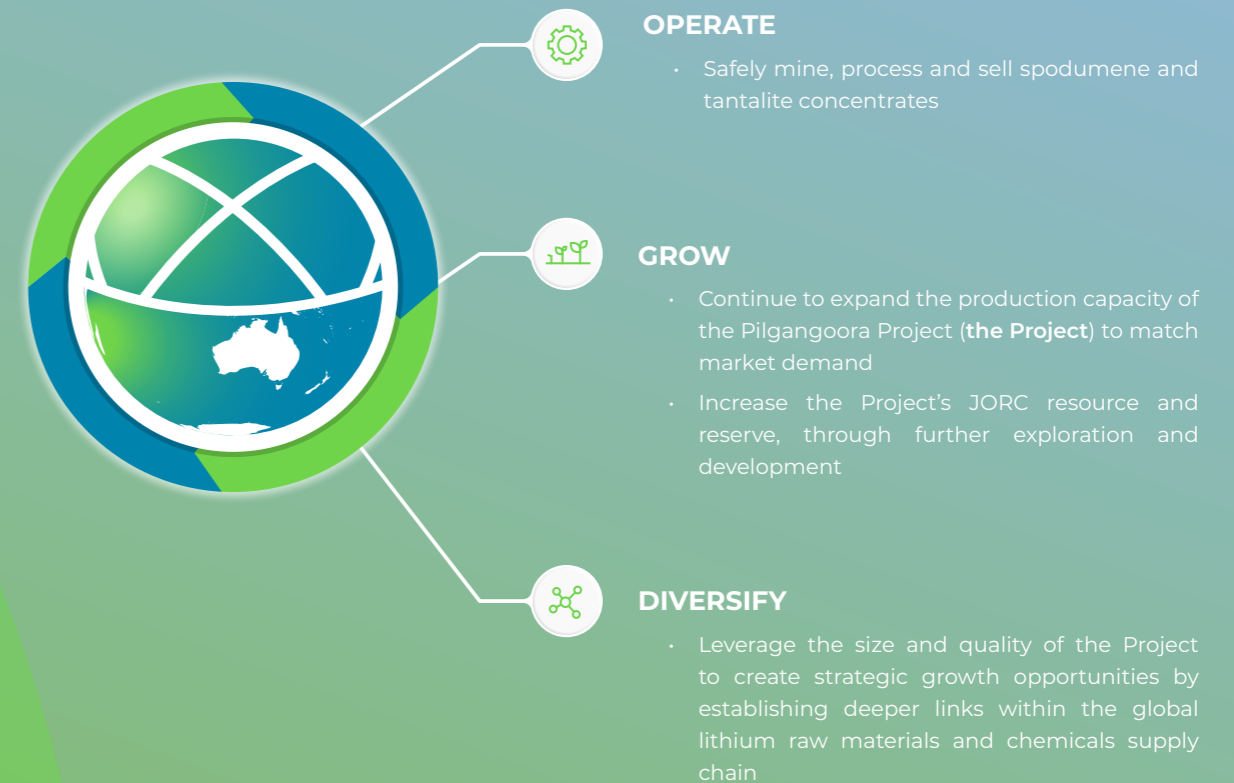 OPERATE
· Safely mine, process and sell spodumene and
tantalite concentrates
GROW
· Continue to expand the production capacity of
the Pilgangoora Project (the Project) to match
market demand
· Increase the Project’s JORC resource and
reserve, through further exploration and
development
DIVERSIFY
· Leverage the size and quality of the Project
to create strategic growth opportunities by
establishing deeper links within the global
lithium raw materials and chemicals supply
chain